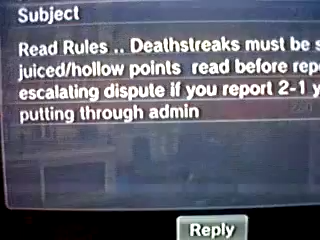 Subject
Read Rules .. Deathstreaks must be
juiced/hollow points read before
escalating dispute if you report 2-1
putting through admin
Reply